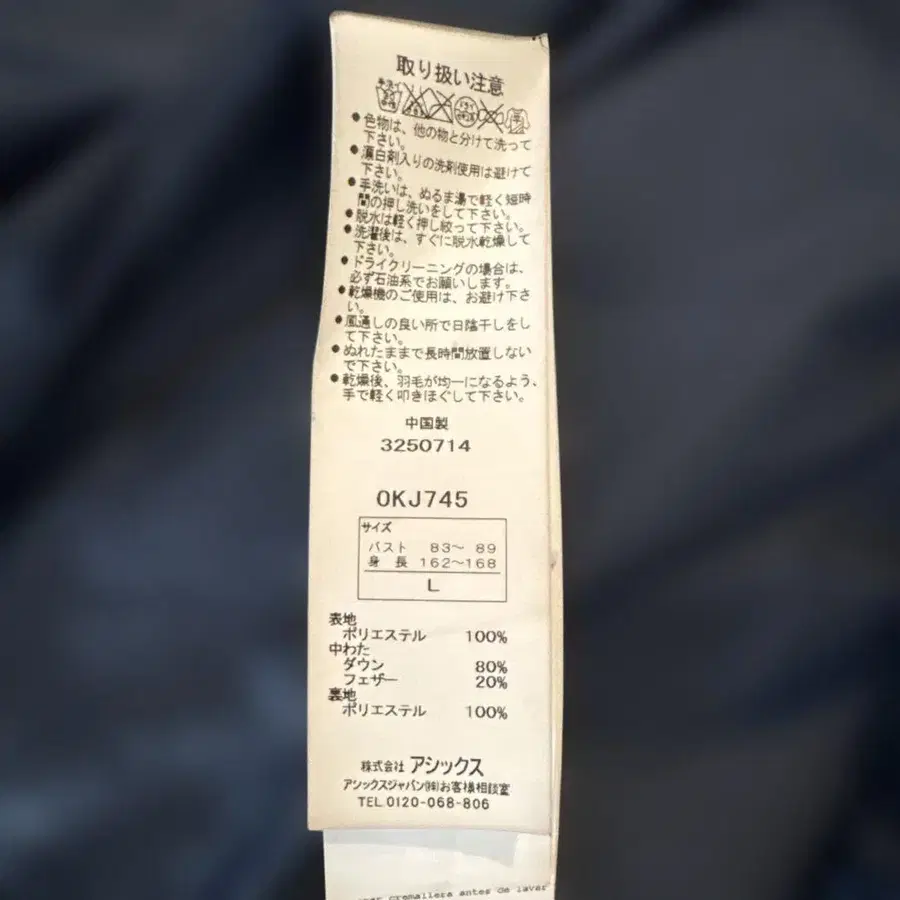 取り扱い注意
手洗イ
● 色物は、他の物と分けて洗って
下さい。
● 漂白剤入りの洗剤使用は避けて
下さい。
● 手洗いは、ぬるま湯で軽く短時
間の押し洗いをして下さい。
● 脱水は軽く押し絞って下さい。
● 洗濯後は、すぐに脱水乾燥して
下さい。
● ドライクリーニングの場合は、
必ず石油系でお願いします。
● 乾燥機のご使用は、お避け下さ
い。
● 風通しの良い所で日陰干しをし
て下さい。
● ぬれたままで長時間放置しない
で下さい。
● 乾燥後、羽毛が均一になるよう、
手で軽く叩きほぐして下さい。
中国製
3250714
OKJ745
サイズ
バスト 83〜 89
身 長 162〜168
L
表地
ポリエステル 100%
中わた
ダウン 80%
フェザー 20%
裏地
ポリエステル 100%
株式会社 アシックス
アシックスジャパン(株)お客様相談室
TEL.0120-068-806
cremallera antes de lavar